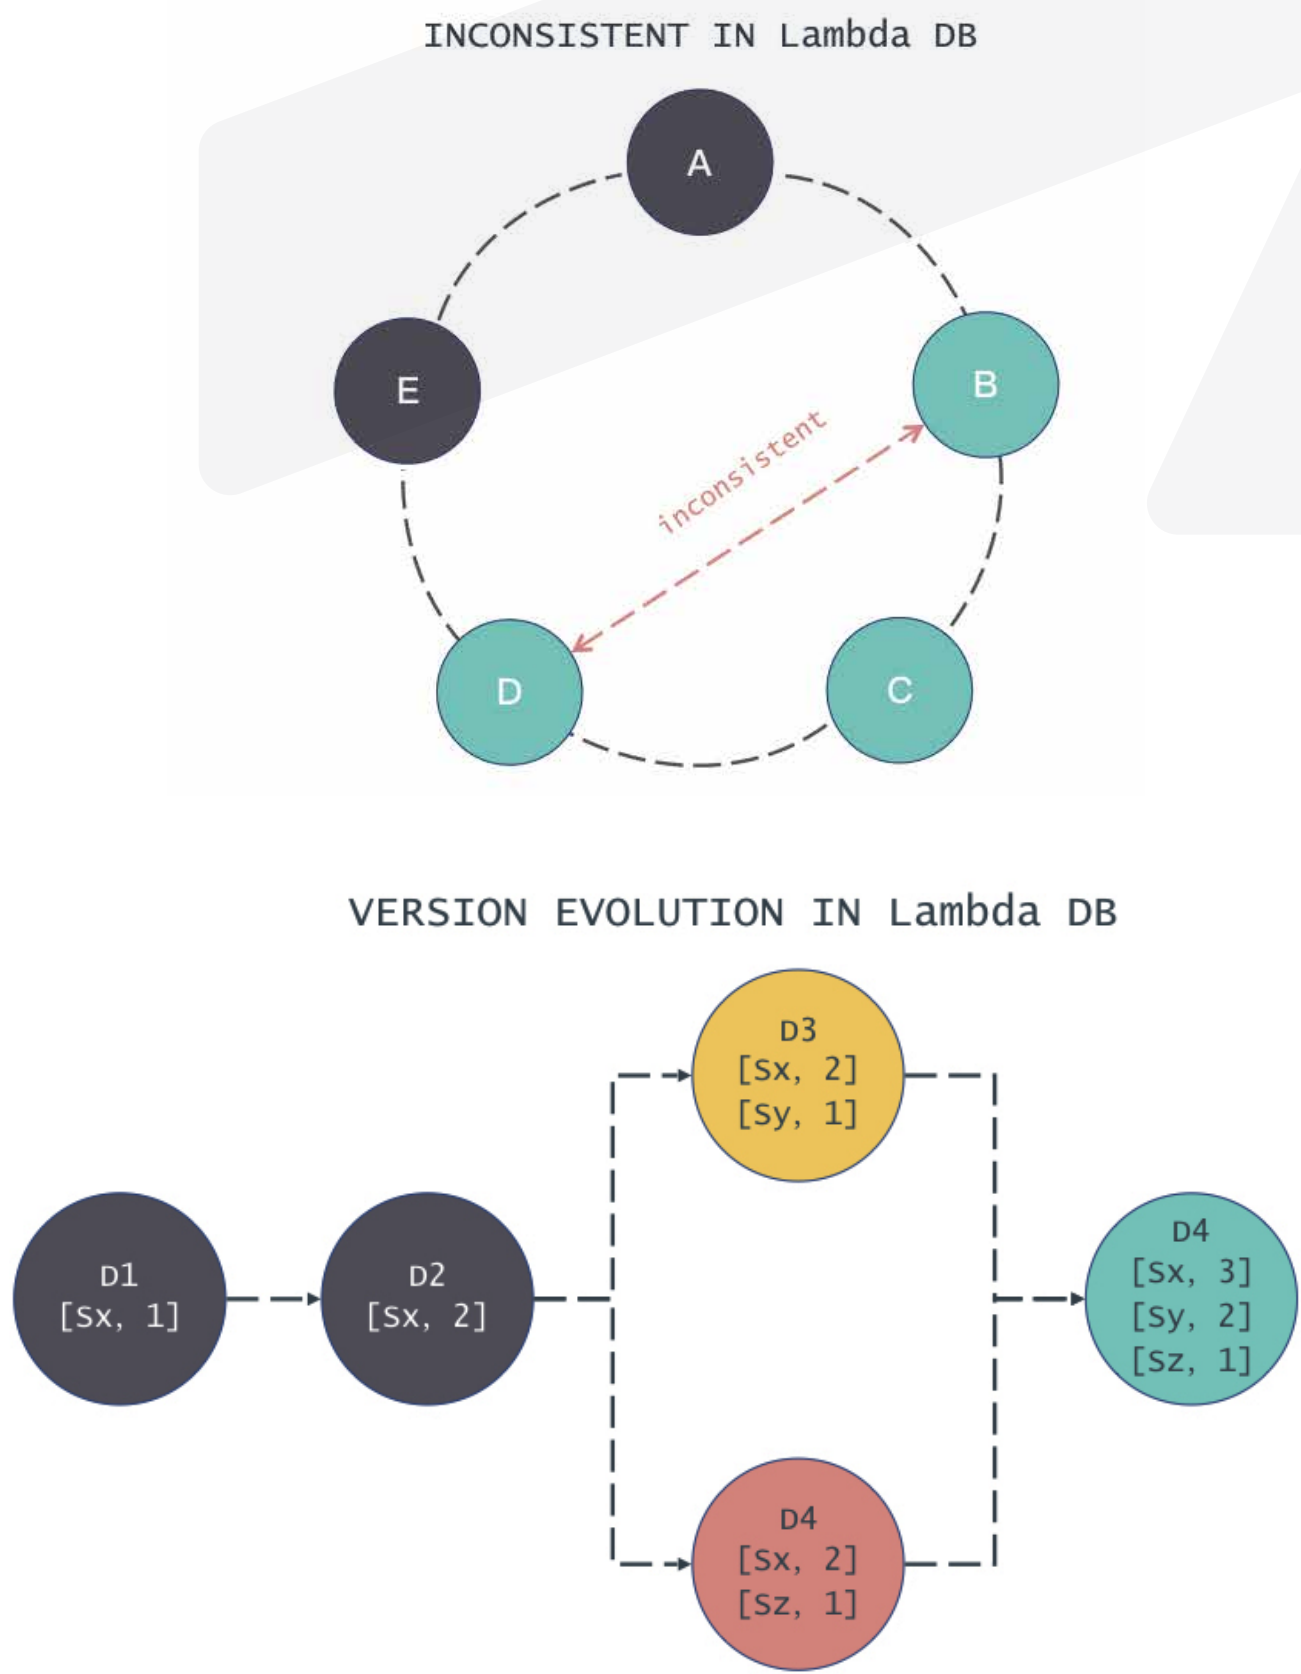 INCONSISTENT IN Lambda DB
A
E
B
inconsistent
D
C
VERSION EVOLUTION IN Lambda DB
D3
[Sx, 2]
[Sy, 1]
D1
[Sx, 1]
D2
[Sx, 2]
D4
[Sx, 3]
[Sy, 2]
[Sz, 1]
D4
[Sx, 2]
[Sz, 1]